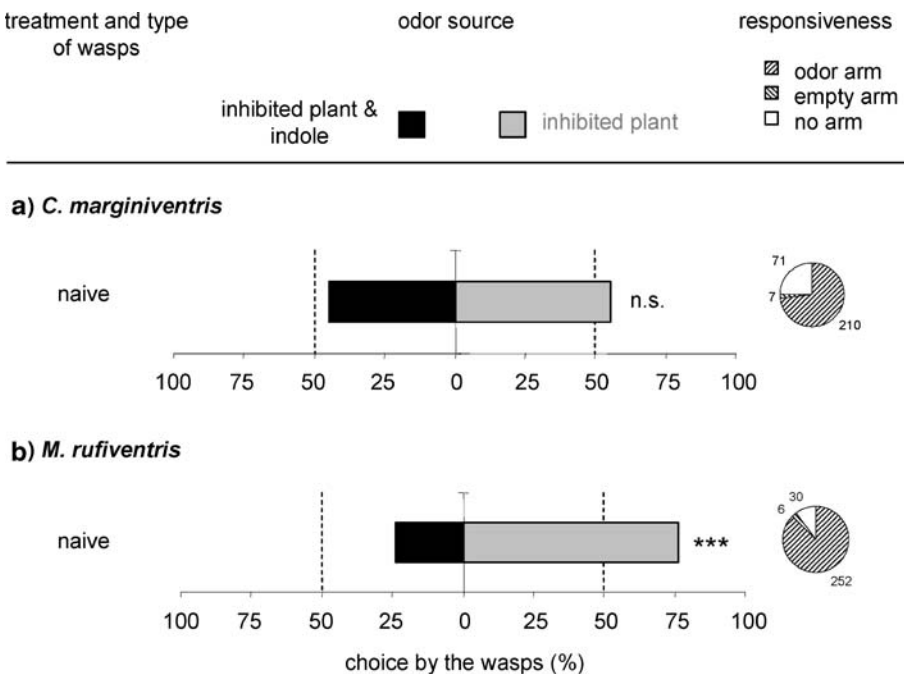 treatment and type of wasps
odor source
responsiveness
odor arm
empty arm
no arm
inhibited plant & indole
inhibited plant
a) C. marginiventris
naive
n.s.
71
7
210
100 75 50 25 0 25 50 75 100
b) M. rufiventris
naive
***
30
6
252
100 75 50 25 0 25 50 75 100
choice by the wasps (%)